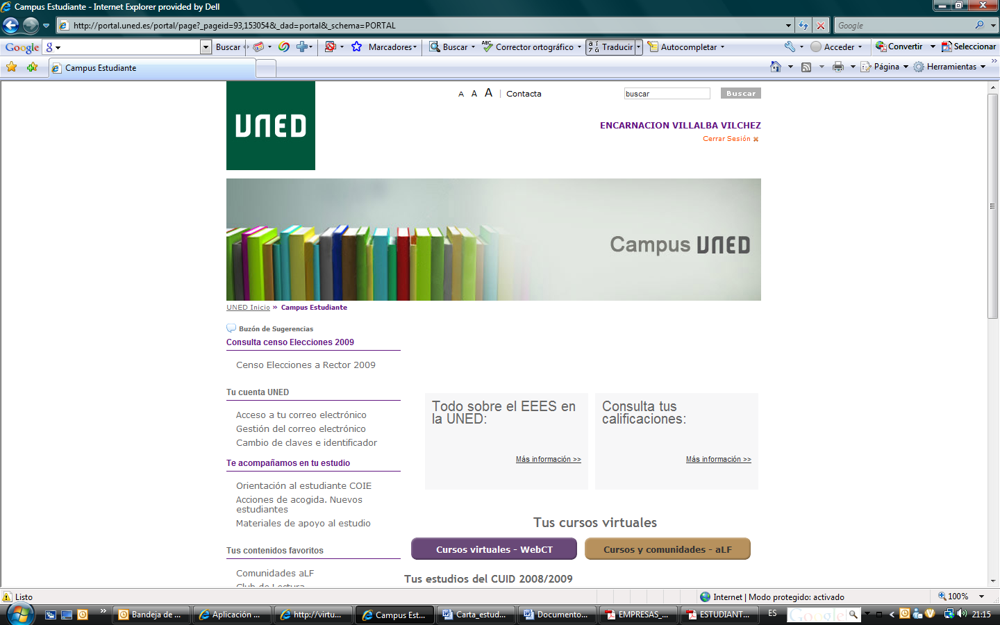 Campus Estudiante - Internet Explorer provided by Dell
http://portal.uned.es/portal/page?_pageid=93,153054&_dad=portal&_schema=PORTAL
Google
Google
Buscar
Marcadores
Buscar
ABC Corrector ortográfico
Traducir
Autocompletar
Acceder
Convertir
Seleccionar
Campus Estudiante
Página
Herramientas
UNED
A A A | Contacta
buscar
Buscar
ENCARNACION VILLALBA VILCHEZ
Cerrar Sesión
Campus UNED
UNED Inicio » Campus Estudiante
Buzón de Sugerencias
Consulta censo Elecciones 2009
Censo Elecciones a Rector 2009
Tu cuenta UNED
Acceso a tu correo electrónico
Gestión del correo electrónico
Cambio de claves e identificador
Te acompañamos en tu estudio
Orientación al estudiante COIE
Acciones de acogida. Nuevos
estudiantes
Materiales de apoyo al estudio
Tus contenidos favoritos
Comunidades aLF
Club de Lectura
Todo sobre el EEES en
la UNED:
Más información >>
Consulta tus
calificaciones:
Más información >>
Tus cursos virtuales
Cursos virtuales - WebCT
Cursos y comunidades - aLF
Tus estudios del CUID 2008/2009
Listo
Internet | Modo protegido: activado
100%
Bandeja de ...
Aplicación ...
http://virtu...
Campus Est...
Carta_estud...
Documento...
EMPRESAS_...
ESTUDIANT...
ES
Google
21:15